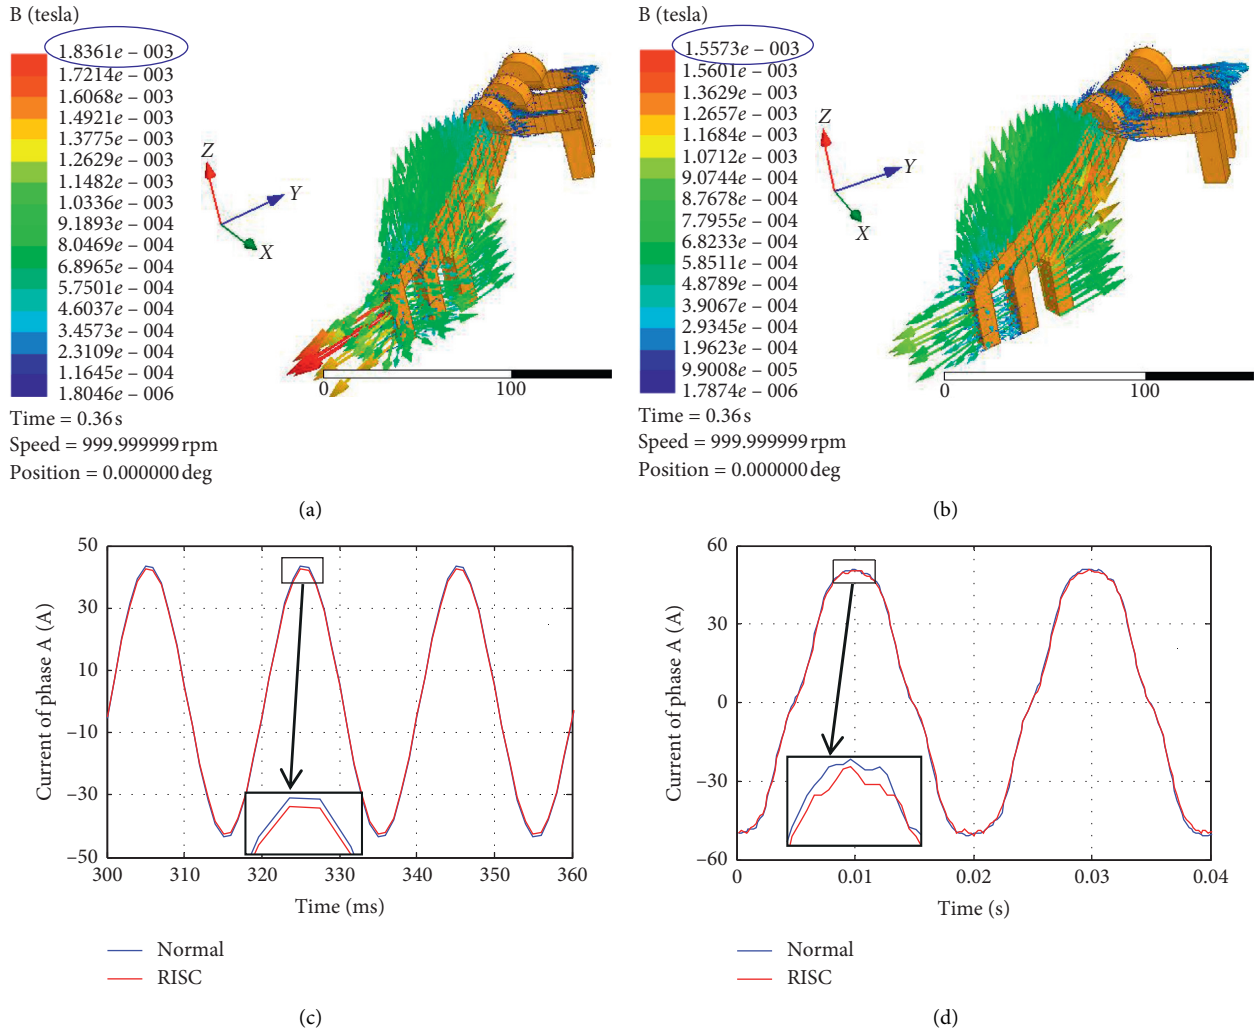 B (tesla)
1.8361e – 003
1.7214e – 003
1.6068e – 003
1.4921e – 003
1.3775e – 003
1.2629e – 003
1.1482e – 003
1.0336e – 003
9.1893e – 004
8.0469e – 004
6.8965e – 004
5.7501e – 004
4.6037e – 004
3.4573e – 004
2.3109e – 004
1.1645e – 004
1.8046e – 006
Time = 0.36 s
Speed = 999.999999 rpm
Position = 0.000000 deg
Z
Y
X
0
100
(a)
B (tesla)
1.5573e – 003
1.5601e – 003
1.3629e – 003
1.2657e – 003
1.1684e – 003
1.0712e – 003
9.0744e – 004
8.7678e – 004
7.7955e – 004
6.8233e – 004
5.8511e – 004
4.8789e – 004
3.9067e – 004
2.9345e – 004
1.9623e – 004
9.9008e – 005
1.7874e – 006
Time = 0.36 s
Speed = 999.999999 rpm
Position = 0.000000 deg
Z
Y
X
0
100
(b)
Current of phase A (A)
50
30
10
−10
−30
−50
300
310
320
330
340
350
360
Time (ms)
Normal
RISC
(c)
Current of phase A (A)
60
30
0
−30
−60
0
0.01
0.02
0.03
0.04
Time (s)
Normal
RISC
(d)